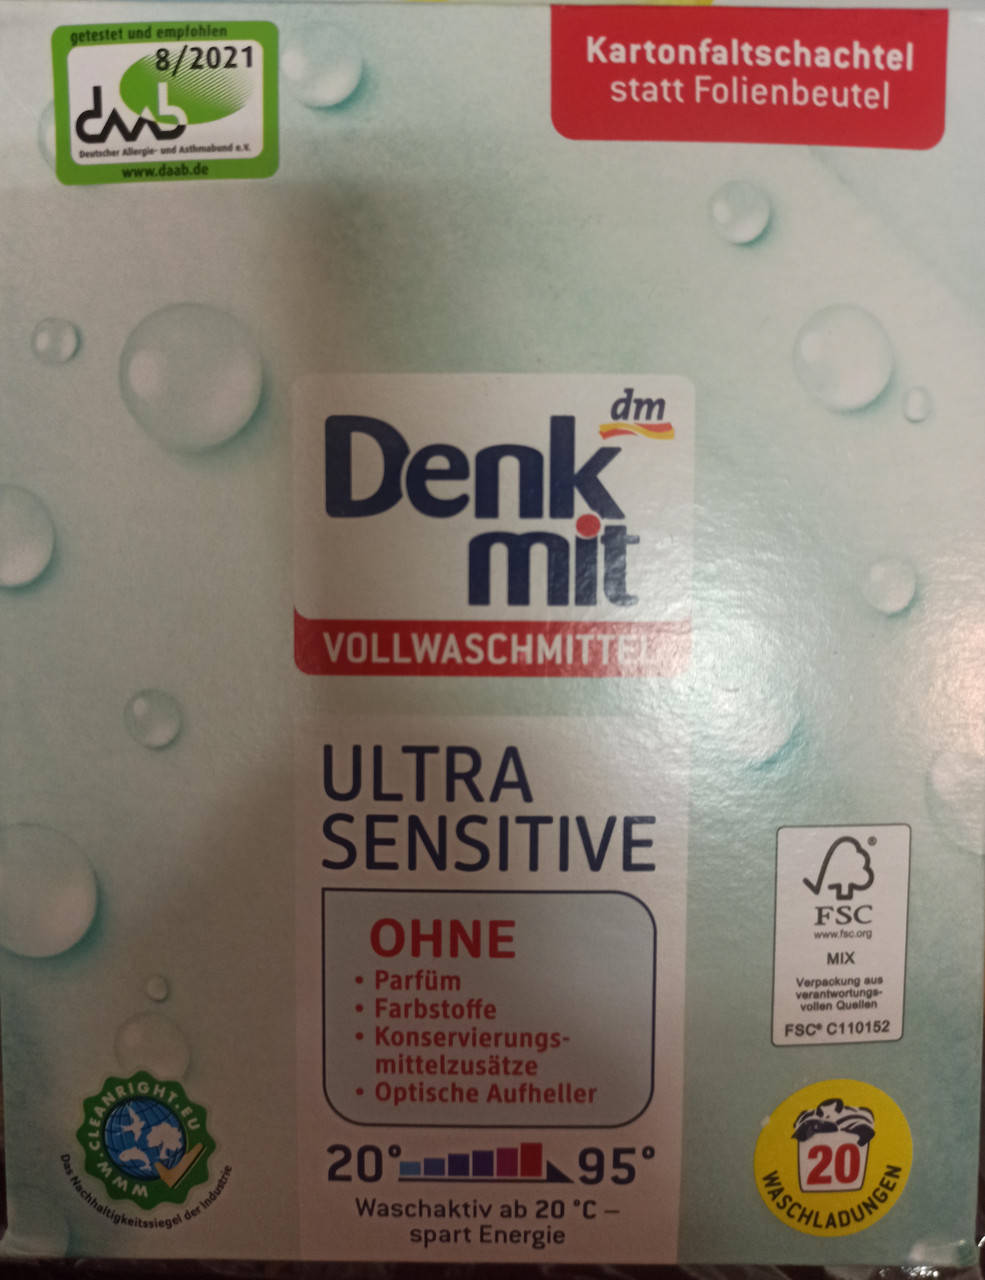 getestet und empfohlen
8/2021
daab
Deutscher Allergie- und Asthmabund e.V.
www.daab.de
Kartonfaltschachtel
statt Folienbeutel
dm
Denk
mit
VOLLWASCHMITTEL
ULTRA
SENSITIVE
OHNE
• Parfüm
• Farbstoffe
• Konservierungs-
mittelzusätze
• Optische Aufheller
20° 95°
Waschaktiv ab 20 °C –
spart Energie
FSC®
www.fsc.org
MIX
Verpackung aus
verantwortungs-
vollen Quellen
FSC® C110152
WWW.CLEANRIGHT.EU
Das Nachhaltigkeitssiegel der Industrie
20
WASCHLADUNGEN